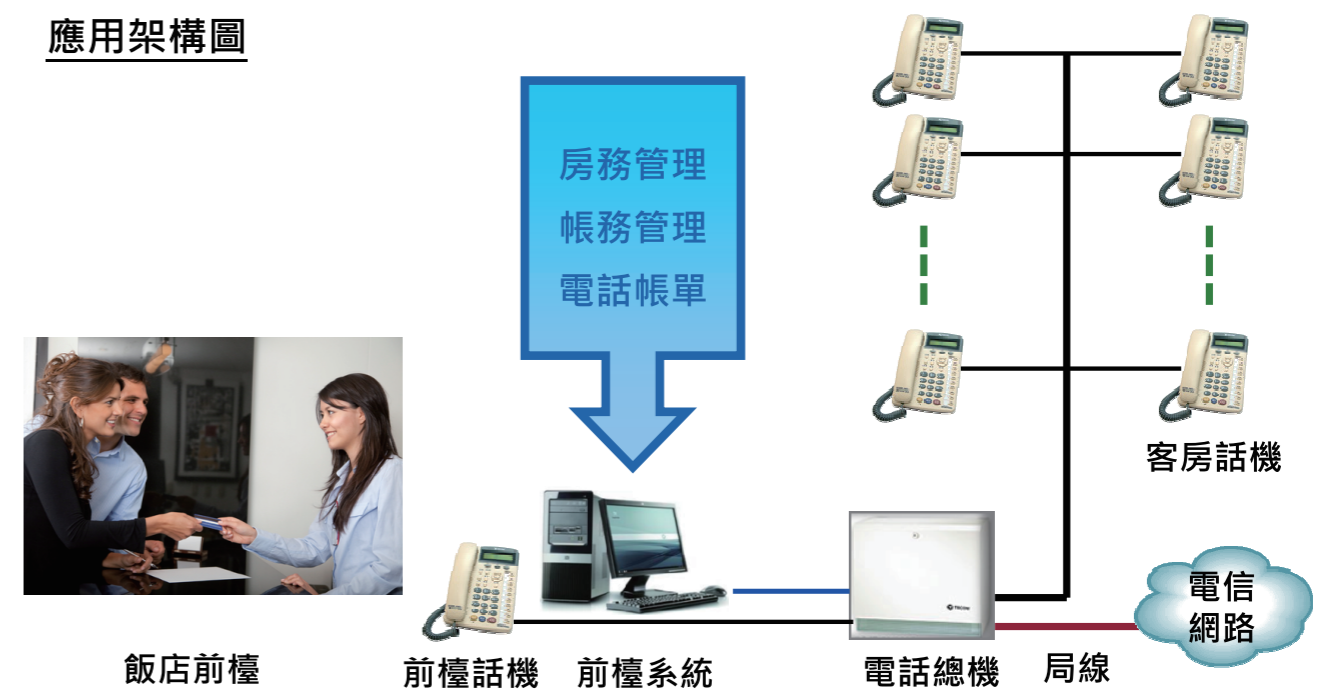 應用架構圖
房務管理
帳務管理
電話帳單
客房話機
電信
網路
TECOM
飯店前檯
前檯話機
前檯系統
電話總機
局線